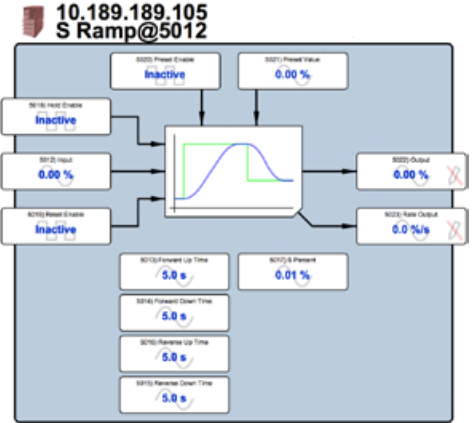 10.189.189.105
S Ramp@5012
5020) Preset Enable
Inactive
5021) Preset Value
0.00 %
5018) Hold Enable
Inactive
5012) Input
0.00 %
5022) Output
0.00 %
5019) Reset Enable
Inactive
5023) Rate Output
0.0 %/s
5013) Forward Up Time
5.0 s
5017) S Percent
0.01 %
5014) Forward Down Time
5.0 s
5016) Reverse Up Time
5.0 s
5015) Reverse Down Time
5.0 s